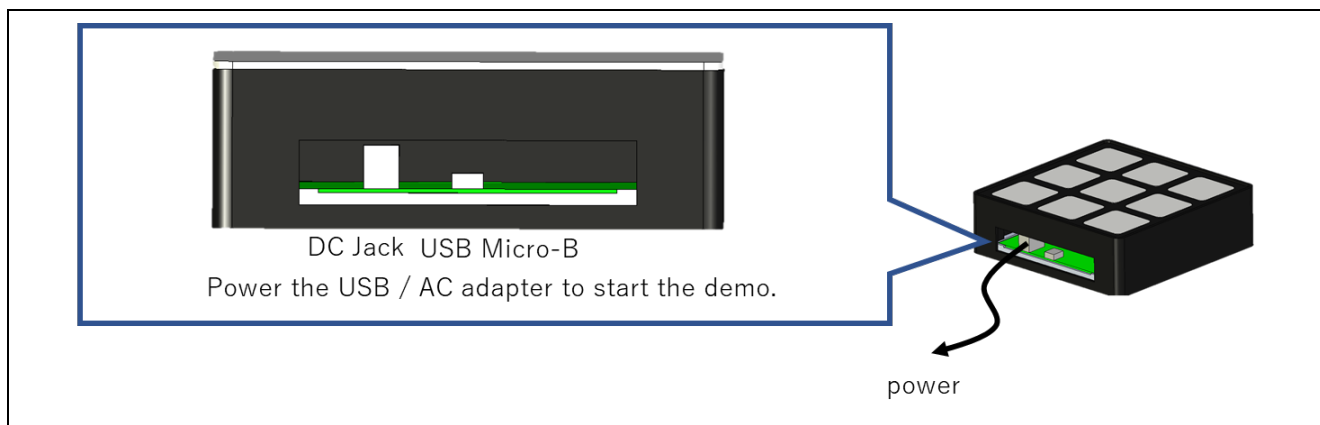 DC Jack USB Micro-B
Power the USB / AC adapter to start the demo.
power